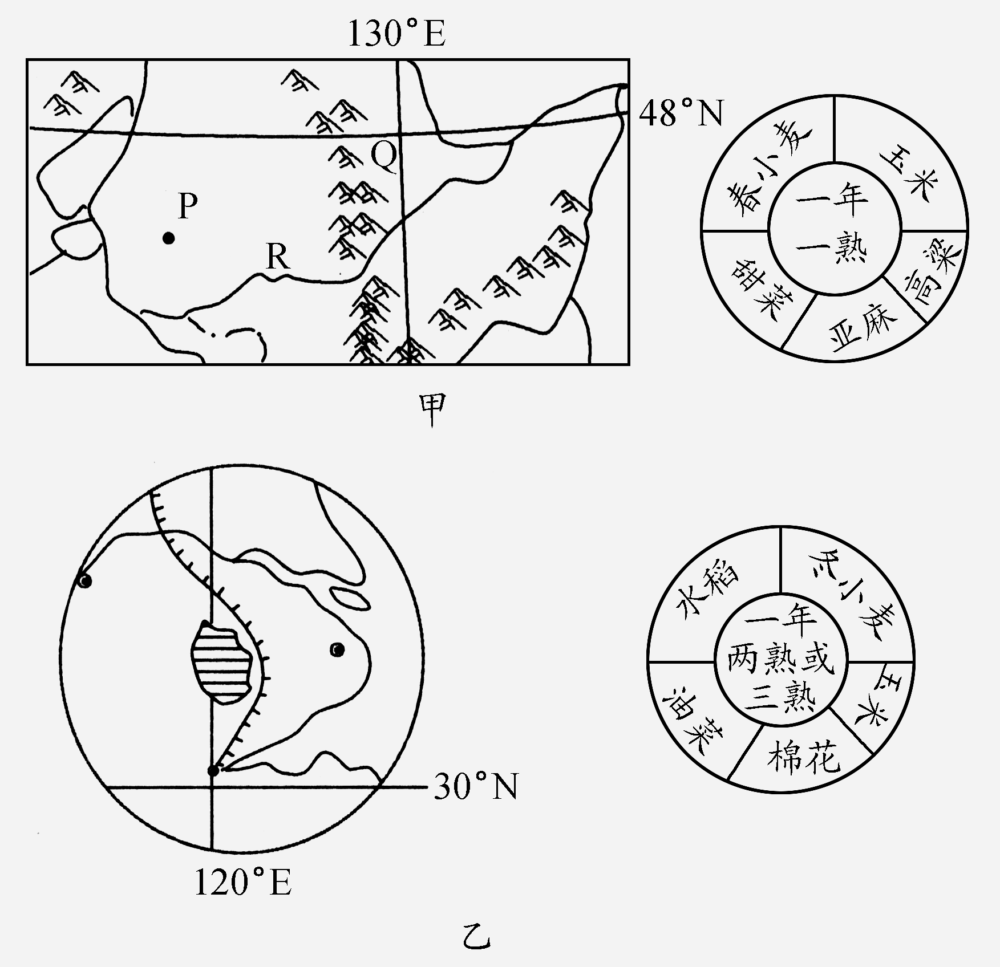 130°E
48°N
P
Q
R
春小麦
玉米
高粱
亚麻
甜菜
一年
一熟
甲
30°N
120°E
水稻
冬小麦
玉米
棉花
油菜
一年
两熟或
三熟
乙